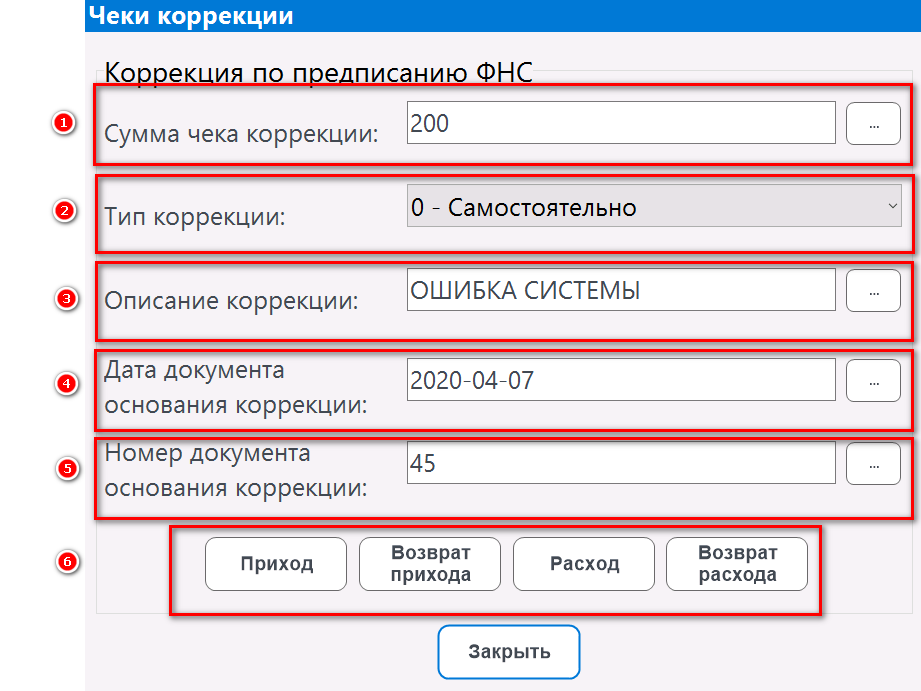 Чеки коррекции
Коррекция по предписанию ФНС
1
Сумма чека коррекции:
200
...
2
Тип коррекции:
0 - Самостоятельно
3
Описание коррекции:
ОШИБКА СИСТЕМЫ
...
4
Дата документа
основания коррекции:
2020-04-07
...
5
Номер документа
основания коррекции:
45
...
6
Приход
Возврат
прихода
Расход
Возврат
расхода
Закрыть